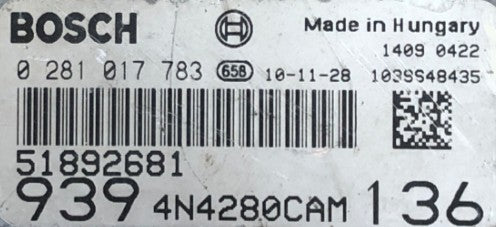 BOSCH Made in Hungary
1409 0422
0 281 017 783 658 10-11-28 1039S48435
51892681
939 4N4280CAM 136